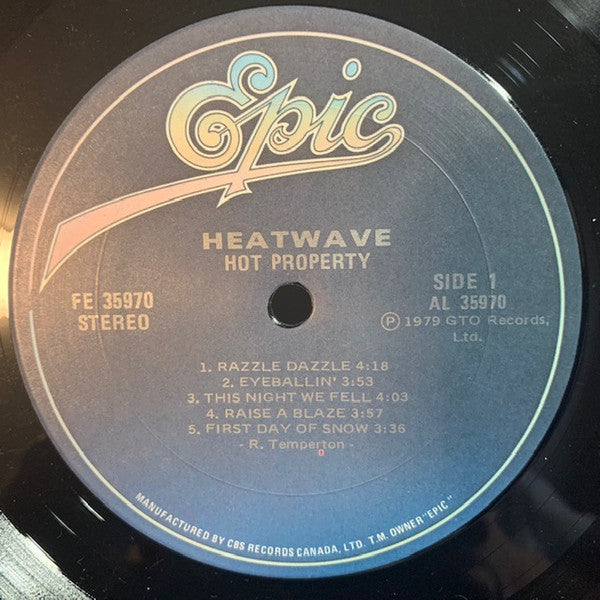 Epic
HEATWAVE
HOT PROPERTY
FE 35970
STEREO
SIDE 1
AL 35970
Ⓟ 1979 GTO Records,
Ltd.
1. RAZZLE DAZZLE 4:18
2. EYEBALLIN' 3:53
3. THIS NIGHT WE FELL 4:03
4. RAISE A BLAZE 3:57
5. FIRST DAY OF SNOW 3:36
- R. Temperton -
MANUFACTURED BY CBS RECORDS CANADA, LTD. T.M. OWNER "EPIC"